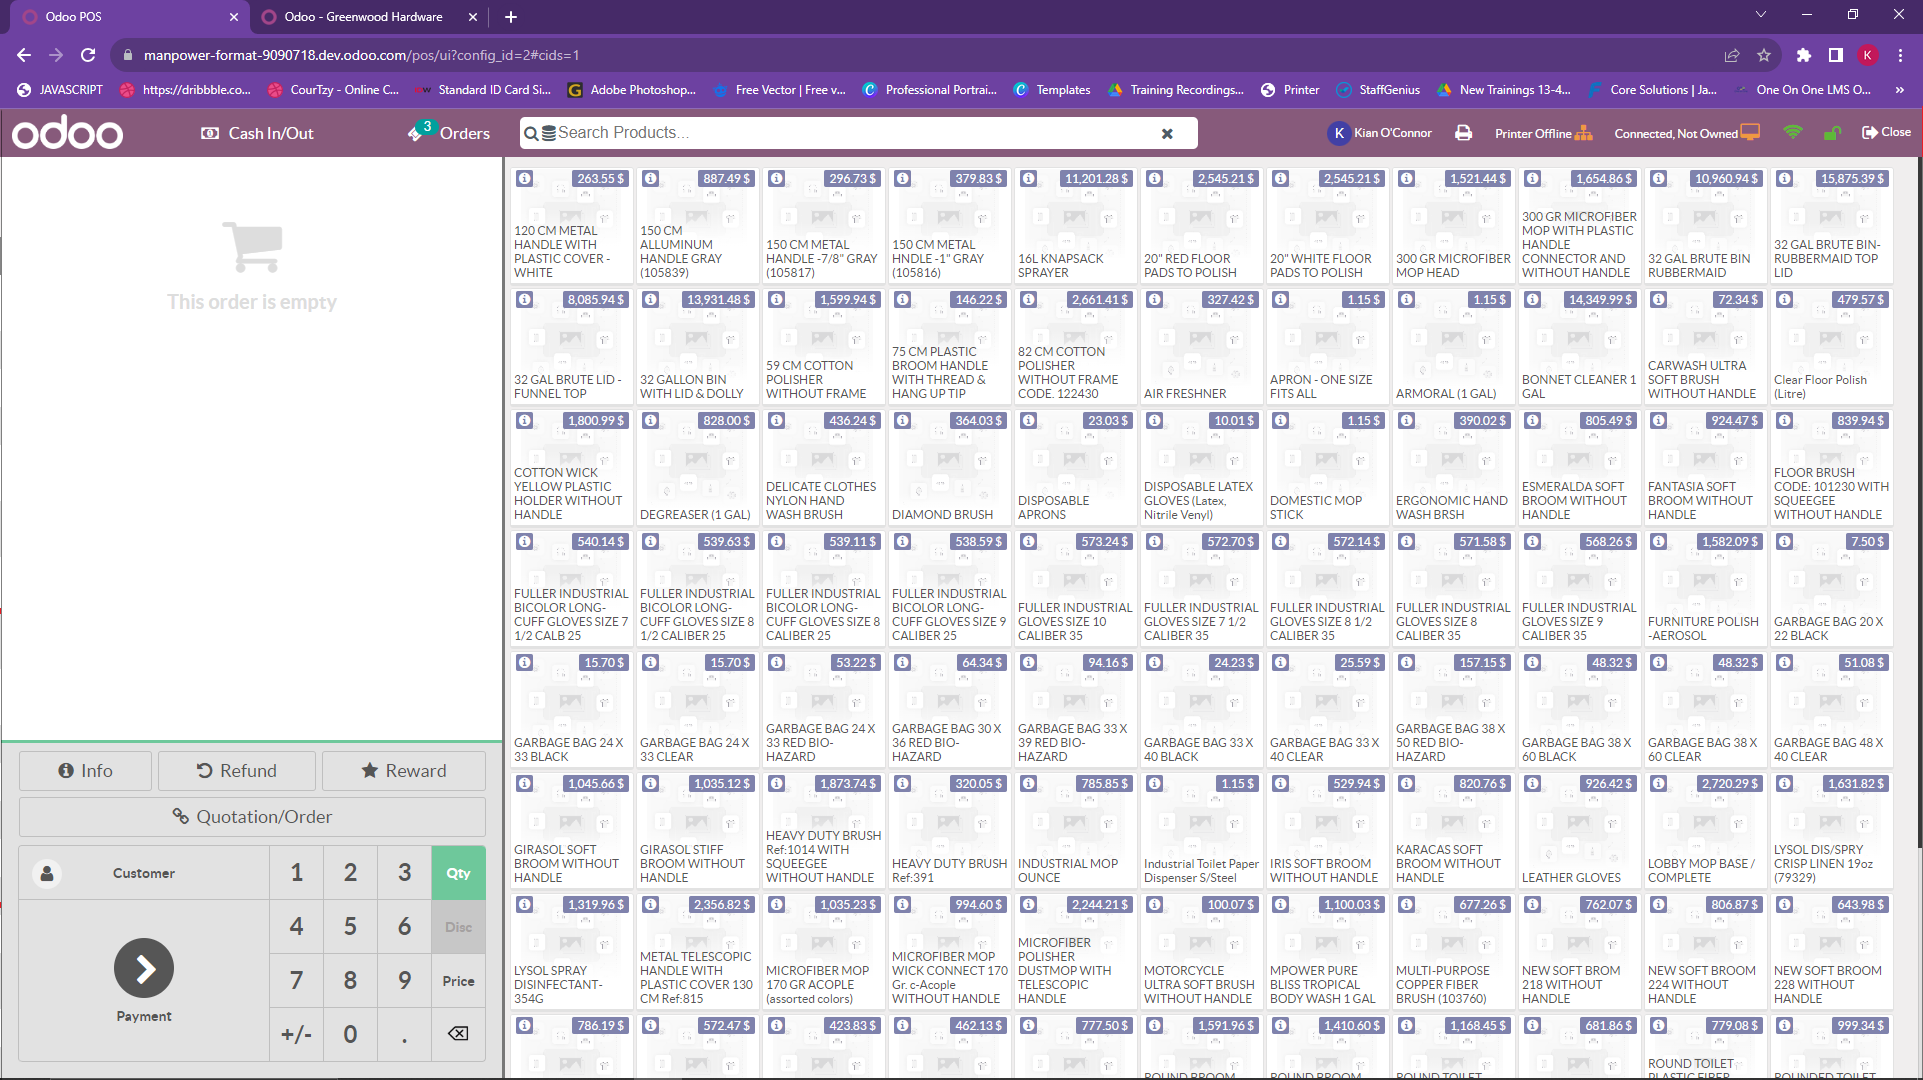 Odoo POS
Odoo - Greenwood Hardware
manpower-format-9090718.dev.odoo.com/pos/ui?config_id=2#cids=1
K
JAVASCRIPT
https://dribbble.co...
CourTzy - Online C...
Standard ID Card Si...
Adobe Photoshop...
Free Vector | Free v...
Professional Portrai...
Templates
Training Recordings...
Printer
StaffGenius
New Trainings 13-4...
Core Solutions | Ja...
One On One LMS O...
odoo
Cash In/Out
3
Orders
Search Products...
K
Kian O'Connor
Printer Offline
Connected, Not Owned
Close
This order is empty
Info
Refund
Reward
Quotation/Order
Customer
1
2
3
Qty
4
5
6
Disc
Payment
7
8
9
Price
+/-
0
.
263.55 $
120 CM METAL
HANDLE WITH
PLASTIC COVER -
WHITE
887.49 $
150 CM
ALLUMINUM
HANDLE GRAY
(105839)
296.73 $
150 CM METAL
HANDLE -7/8" GRAY
(105817)
379.83 $
150 CM METAL
HNDLE -1" GRAY
(105816)
11,201.28 $
16L KNAPSACK
SPRAYER
2,545.21 $
20" RED FLOOR
PADS TO POLISH
2,545.21 $
20" WHITE FLOOR
PADS TO POLISH
1,521.44 $
300 GR MICROFIBER
MOP HEAD
1,654.86 $
300 GR MICROFIBER
MOP WITH PLASTIC
HANDLE
CONNECTOR AND
WITHOUT HANDLE
10,960.94 $
32 GAL BRUTE BIN
RUBBERMAID
15,875.39 $
32 GAL BRUTE BIN-
RUBBERMAID TOP
LID
8,085.94 $
32 GAL BRUTE LID -
FUNNEL TOP
13,931.48 $
32 GALLON BIN
WITH LID & DOLLY
1,599.94 $
59 CM COTTON
POLISHER
WITHOUT FRAME
146.22 $
75 CM PLASTIC
BROOM HANDLE
WITH THREAD &
HANG UP TIP
2,661.41 $
82 CM COTTON
POLISHER
WITHOUT FRAME
CODE. 122430
327.42 $
AIR FRESHNER
1.15 $
APRON - ONE SIZE
FITS ALL
1.15 $
ARMORAL (1 GAL)
14,349.99 $
BONNET CLEANER 1
GAL
72.34 $
CARWASH ULTRA
SOFT BRUSH
WITHOUT HANDLE
479.57 $
Clear Floor Polish
(Litre)
1,800.99 $
COTTON WICK
YELLOW PLASTIC
HOLDER WITHOUT
HANDLE
828.00 $
DEGREASER (1 GAL)
436.24 $
DELICATE CLOTHES
NYLON HAND
WASH BRUSH
364.03 $
DIAMOND BRUSH
23.03 $
DISPOSABLE
APRONS
10.01 $
DISPOSABLE LATEX
GLOVES (Latex,
Nitrile Venyl)
1.15 $
DOMESTIC MOP
STICK
390.02 $
ERGONOMIC HAND
WASH BRSH
805.49 $
ESMERALDA SOFT
BROOM WITHOUT
HANDLE
924.47 $
FANTASIA SOFT
BROOM WITHOUT
HANDLE
839.94 $
FLOOR BRUSH
CODE: 101230 WITH
SQUEEGEE
WITHOUT HANDLE
540.14 $
FULLER INDUSTRIAL
BICOLOR LONG-
CUFF GLOVES SIZE 7
1/2 CALB 25
539.63 $
FULLER INDUSTRIAL
BICOLOR LONG-
CUFF GLOVES SIZE 8
1/2 CALIBER 25
539.11 $
FULLER INDUSTRIAL
BICOLOR LONG-
CUFF GLOVES SIZE 8
CALIBER 25
538.59 $
FULLER INDUSTRIAL
BICOLOR LONG-
CUFF GLOVES SIZE 9
CALIBER 25
573.24 $
FULLER INDUSTRIAL
GLOVES SIZE 10
CALIBER 35
572.70 $
FULLER INDUSTRIAL
GLOVES SIZE 7 1/2
CALIBER 35
572.14 $
FULLER INDUSTRIAL
GLOVES SIZE 8 1/2
CALIBER 35
571.58 $
FULLER INDUSTRIAL
GLOVES SIZE 8
CALIBER 35
568.26 $
FULLER INDUSTRIAL
GLOVES SIZE 9
CALIBER 35
1,582.09 $
FURNITURE POLISH
-AEROSOL
7.50 $
GARBAGE BAG 20 X
22 BLACK
15.70 $
GARBAGE BAG 24 X
33 BLACK
15.70 $
GARBAGE BAG 24 X
33 CLEAR
53.22 $
GARBAGE BAG 24 X
33 RED BIO-
HAZARD
64.34 $
GARBAGE BAG 30 X
36 RED BIO-
HAZARD
94.16 $
GARBAGE BAG 33 X
39 RED BIO-
HAZARD
24.23 $
GARBAGE BAG 33 X
40 BLACK
25.59 $
GARBAGE BAG 33 X
40 CLEAR
157.15 $
GARBAGE BAG 38 X
50 RED BIO-
HAZARD
48.32 $
GARBAGE BAG 38 X
60 BLACK
48.32 $
GARBAGE BAG 38 X
60 CLEAR
51.08 $
GARBAGE BAG 48 X
40 CLEAR
1,045.66 $
GIRASOL SOFT
BROOM WITHOUT
HANDLE
1,035.12 $
GIRASOL STIFF
BROOM WITHOUT
HANDLE
1,873.74 $
HEAVY DUTY BRUSH
Ref:1014 WITH
SQUEEGEE
WITHOUT HANDLE
320.05 $
HEAVY DUTY BRUSH
Ref:391
785.85 $
INDUSTRIAL MOP
OUNCE
1.15 $
Industrial Toilet Paper
Dispenser S/Steel
529.94 $
IRIS SOFT BROOM
WITHOUT HANDLE
820.76 $
KARACAS SOFT
BROOM WITHOUT
HANDLE
926.42 $
LEATHER GLOVES
2,720.29 $
LOBBY MOP BASE /
COMPLETE
1,631.82 $
LYSOL DIS/SPRY
CRISP LINEN 19oz
(79329)
1,319.96 $
LYSOL SPRAY
DISINFECTANT-
354G
2,356.82 $
METAL TELESCOPIC
HANDLE WITH
PLASTIC COVER 130
CM Ref:815
1,035.23 $
MICROFIBER MOP
170 GR ACOPLE
(assorted colors)
994.60 $
MICROFIBER MOP
WICK CONNECT 170
Gr. c-Acople
WITHOUT HANDLE
2,244.21 $
MICROFIBER
POLISHER
DUSTMOP WITH
TELESCOPIC
HANDLE
100.07 $
MOTORCYCLE
ULTRA SOFT BRUSH
WITHOUT HANDLE
1,100.03 $
MPOWER PURE
BLISS TROPICAL
BODY WASH 1 GAL
677.26 $
MULTI-PURPOSE
COPPER FIBER
BRUSH (103760)
762.07 $
NEW SOFT BROM
218 WITHOUT
HANDLE
806.87 $
NEW SOFT BROOM
224 WITHOUT
HANDLE
643.98 $
NEW SOFT BROOM
228 WITHOUT
HANDLE
786.19 $
572.47 $
423.83 $
462.13 $
777.50 $
1,591.96 $
ROUND BROOM
1,410.60 $
ROUND BROOM
1,168.45 $
ROUND TOILET
681.86 $
779.08 $
ROUND TOILET
PLASTIC FIBER
999.34 $
ROUNDED TOILET